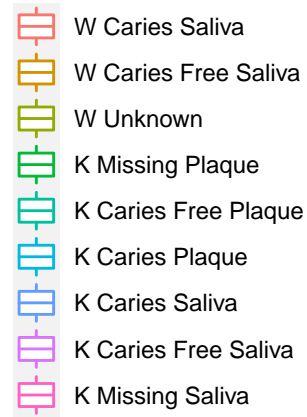 W Caries Saliva
W Caries Free Saliva
W Unknown
K Missing Plaque
K Caries Free Plaque
K Caries Plaque
K Caries Saliva
K Caries Free Saliva
K Missing Saliva